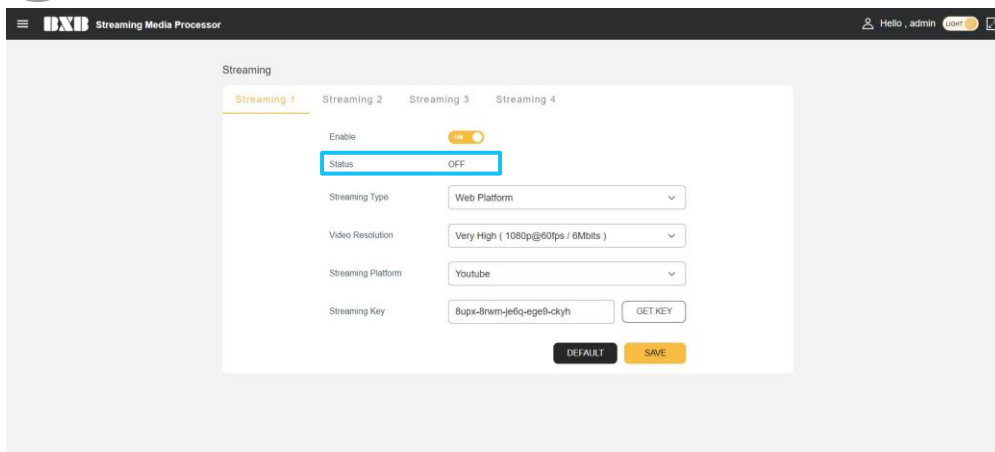 BXB Streaming Media Processor Hello , admin LIGHT
Streaming
Streaming 1 Streaming 2 Streaming 3 Streaming 4
Enable ON
Status OFF
Streaming Type Web Platform
Video Resolution Very High ( 1080p@60fps / 6Mbits )
Streaming Platform Youtube
Streaming Key 8upx-8rwm-je6q-ege9-ckyh GET KEY
DEFAULT SAVE